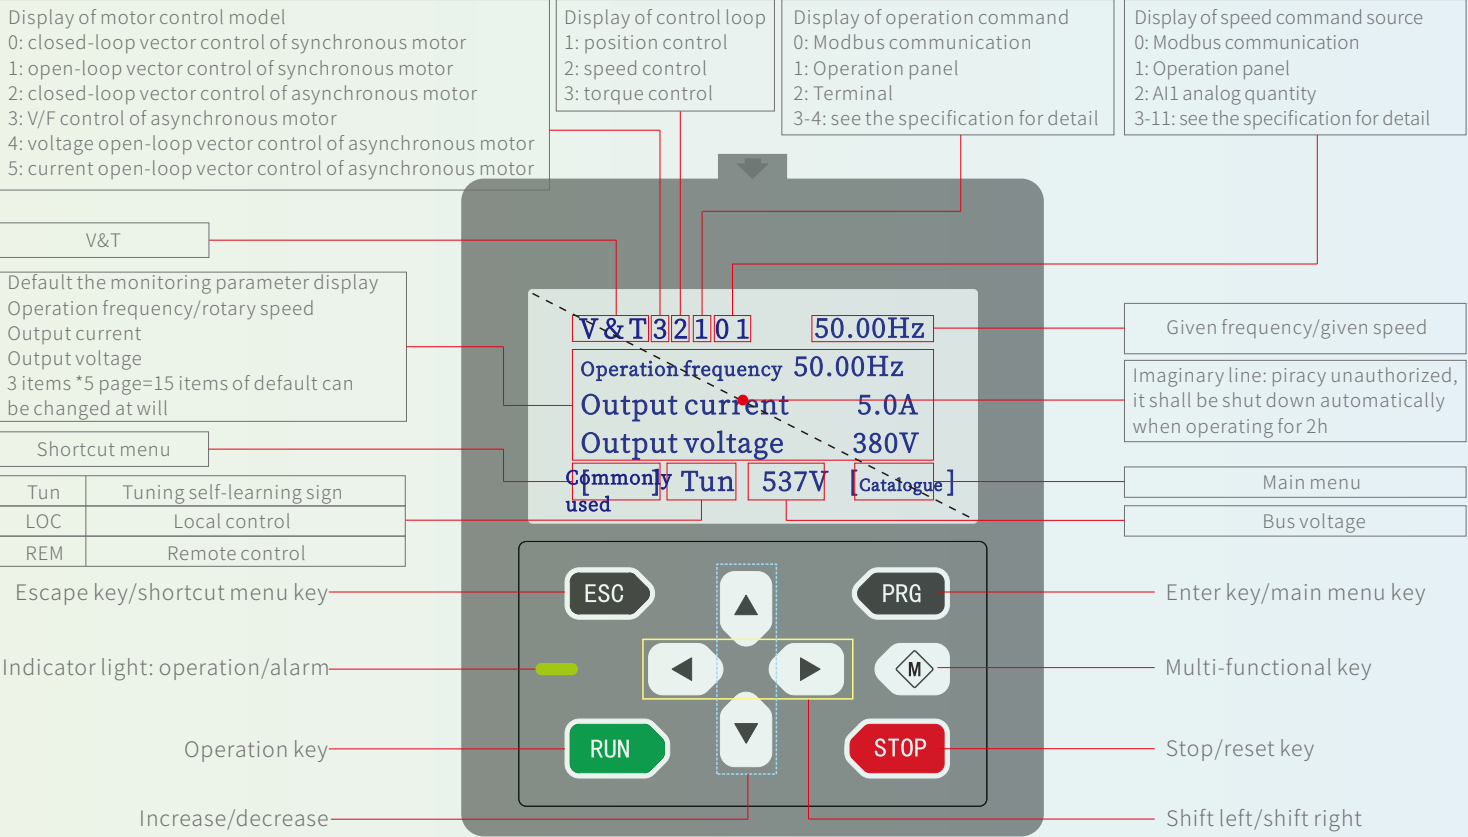 Display of motor control model
0: closed-loop vector control of synchronous motor
1: open-loop vector control of synchronous motor
2: closed-loop vector control of asynchronous motor
3: V/F control of asynchronous motor
4: voltage open-loop vector control of asynchronous motor
5: current open-loop vector control of asynchronous motor
Display of control loop
1: position control
2: speed control
3: torque control
Display of operation command
0: Modbus communication
1: Operation panel
2: Terminal
3-4: see the specification for detail
Display of speed command source
0: Modbus communication
1: Operation panel
2: AI1 analog quantity
3-11: see the specification for detail
V&T
Default the monitoring parameter display
Operation frequency/rotary speed
Output current
Output voltage
3 items *5 page=15 items of default can
be changed at will
Shortcut menu
Tun Tuning self-learning sign
LOC Local control
REM Remote control
V&T 3 2 1 01 50.00Hz
Operation frequency 50.00Hz
Output current 5.0A
Output voltage 380V
[Commonly used] Tun 537V [Catalogue]
Given frequency/given speed
Imaginary line: piracy unauthorized,
it shall be shut down automatically
when operating for 2h
Main menu
Bus voltage
Escape key/shortcut menu key
ESC
PRG
Enter key/main menu key
Indicator light: operation/alarm
M
Multi-functional key
Operation key
RUN
STOP
Stop/reset key
Increase/decrease
Shift left/shift right